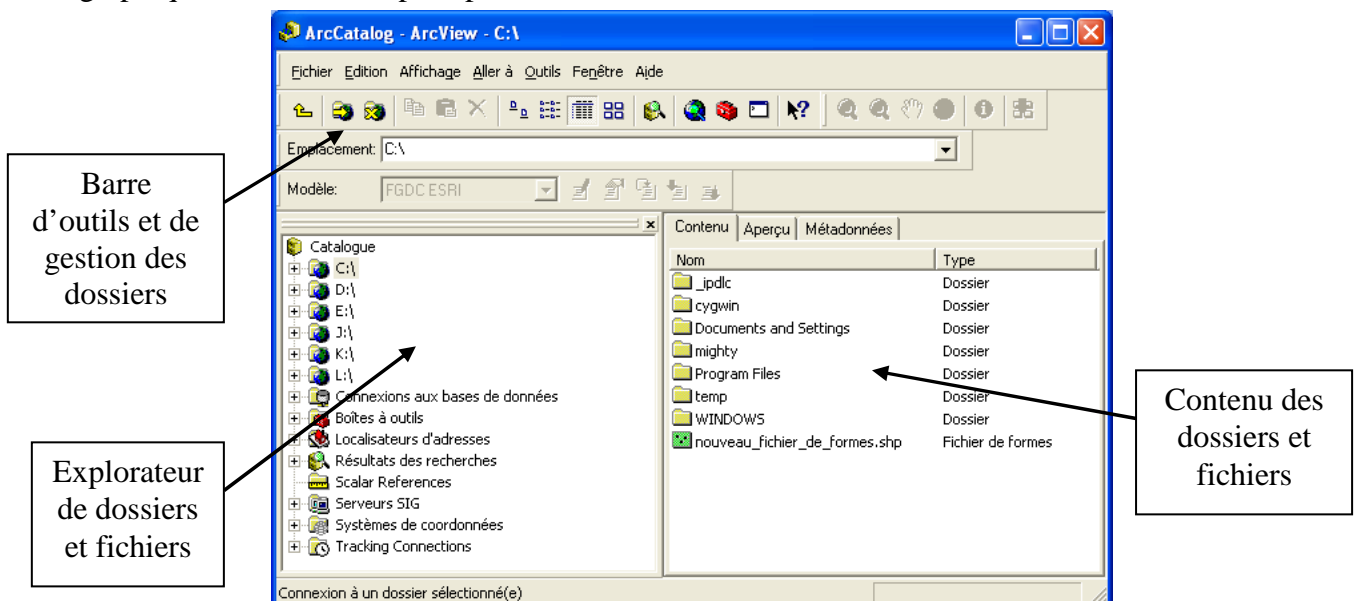 ArcCatalog - ArcView - C:\
Fichier Edition Affichage Aller à Outils Fenêtre Aide
Emplacement: C:\
Modèle: FGDC ESRI
Barre
d’outils et de
gestion des
dossiers
Catalogue
C:\
D:\
E:\
J:\
K:\
L:\
Connexions aux bases de données
Boîtes à outils
Localisateurs d'adresses
Résultats des recherches
Scalar References
Serveurs SIG
Systèmes de coordonnées
Tracking Connections
Explorateur
de dossiers
et fichiers
Contenu Aperçu Métadonnées
Nom Type
_ipdlc Dossier
cygwin Dossier
Documents and Settings Dossier
mighty Dossier
Program Files Dossier
temp Dossier
WINDOWS Dossier
nouveau_fichier_de_formes.shp Fichier de formes
Contenu des
dossiers et
fichiers
Connexion à un dossier sélectionné(e)